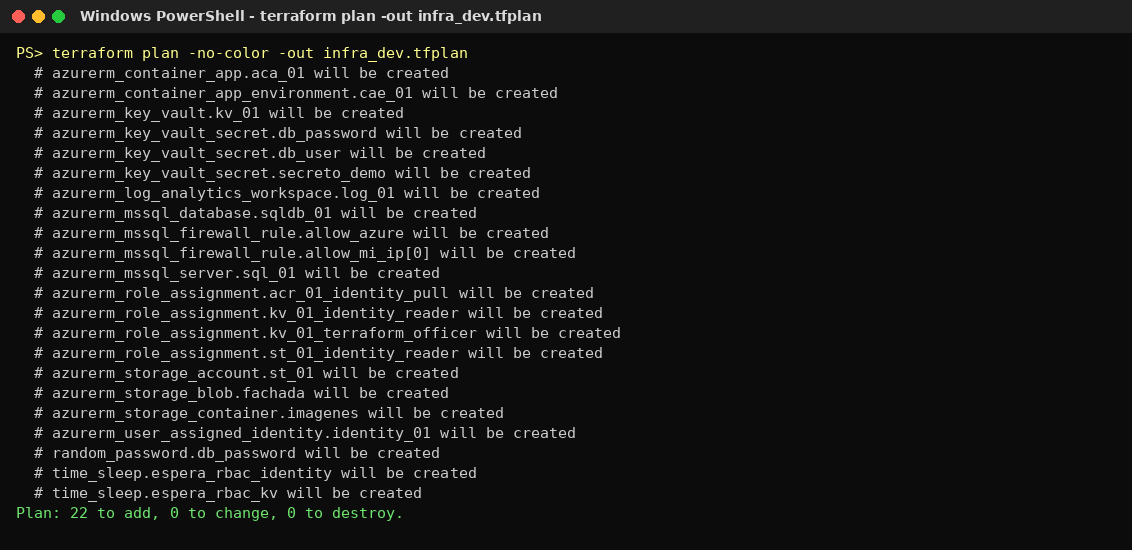 Windows PowerShell - terraform plan -out infra_dev.tfplan
PS> terraform plan -no-color -out infra_dev.tfplan
# azurerm_container_app.aca_01 will be created
# azurerm_container_app_environment.cae_01 will be created
# azurerm_key_vault.kv_01 will be created
# azurerm_key_vault_secret.db_password will be created
# azurerm_key_vault_secret.db_user will be created
# azurerm_key_vault_secret.secreto_demo will be created
# azurerm_log_analytics_workspace.log_01 will be created
# azurerm_mssql_database.sqldb_01 will be created
# azurerm_mssql_firewall_rule.allow_azure will be created
# azurerm_mssql_firewall_rule.allow_mi_ip[0] will be created
# azurerm_mssql_server.sql_01 will be created
# azurerm_role_assignment.acr_01_identity_pull will be created
# azurerm_role_assignment.kv_01_identity_reader will be created
# azurerm_role_assignment.kv_01_terraform_officer will be created
# azurerm_role_assignment.st_01_identity_reader will be created
# azurerm_storage_account.st_01 will be created
# azurerm_storage_blob.fachada will be created
# azurerm_storage_container.imagenes will be created
# azurerm_user_assigned_identity.identity_01 will be created
# random_password.db_password will be created
# time_sleep.espera_rbac_identity will be created
# time_sleep.espera_rbac_kv will be created
Plan: 22 to add, 0 to change, 0 to destroy.